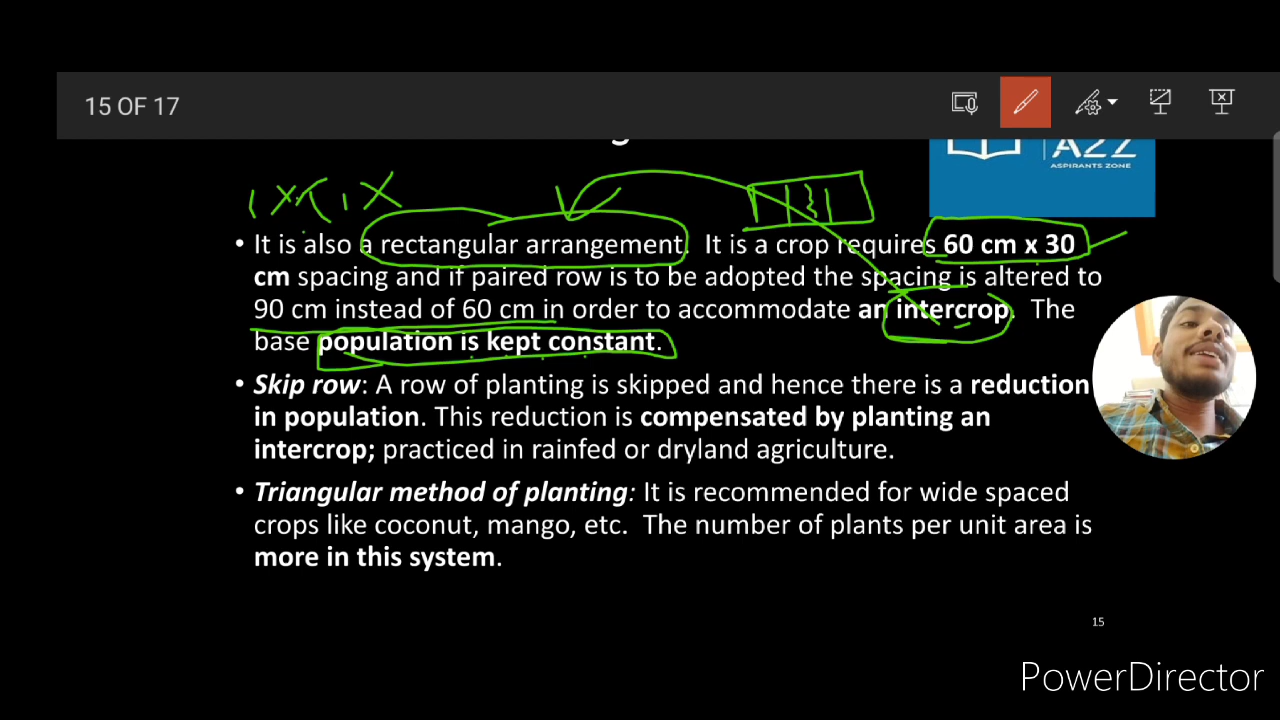 15 OF 17
A2Z
ASPIRANTS ZONE
• It is also a rectangular arrangement. It is a crop requires 60 cm x 30
cm spacing and if paired row is to be adopted the spacing is altered to
90 cm instead of 60 cm in order to accommodate an intercrop. The
base population is kept constant.
• Skip row: A row of planting is skipped and hence there is a reduction
in population. This reduction is compensated by planting an
intercrop; practiced in rainfed or dryland agriculture.
• Triangular method of planting: It is recommended for wide spaced
crops like coconut, mango, etc. The number of plants per unit area is
more in this system.
15
PowerDirector